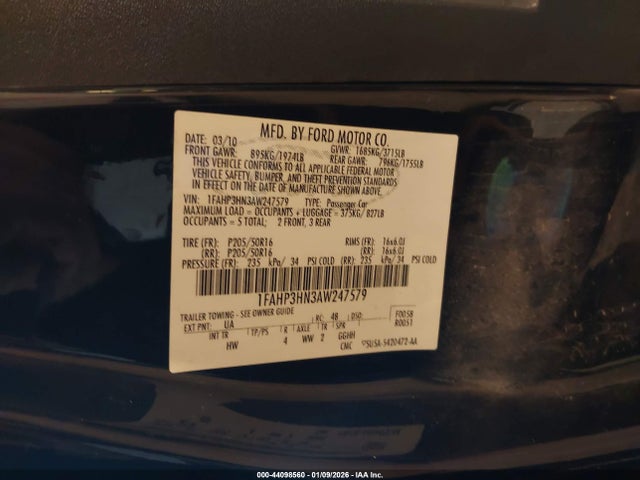 MFD. BY FORD MOTOR CO.
DATE: 03/10 GVWR: 1685KG/3715LB
FRONT GAWR: 895KG/1974LB REAR GAWR: 796KG/1755LB
THIS VEHICLE CONFORMS TO ALL APPLICABLE FEDERAL MOTOR
VEHICLE SAFETY, BUMPER, AND THEFT PREVENTION STANDARDS
IN EFFECT ON THE DATE OF MANUFACTURE SHOWN ABOVE.
VIN: 1FAHP3HN3AW247579 TYPE: Passenger Car
MAXIMUM LOAD = OCCUPANTS + LUGGAGE = 375KG/ 827LB
OCCUPANTS = 5 TOTAL: 2 FRONT, 3 REAR
TIRE (FR): P205/50R16 RIMS (FR): 16x6.0J
(RR): P205/50R16 (RR): 16x6.0J
PRESSURE (FR): 235 kPa/ 34 PSI COLD (RR): 235 kPa/ 34 PSI COLD
1FAHP3HN3AW247579
TRAILER TOWING - SEE OWNER GUIDE
EXT PNT: UA RC: 48 DSO: F0058
R0051
INT TR TP/PS R AXLE TR SPR
HW 4 WW 2 GGHH
CMC 5U5A-5420472-AA
000-44098560 - 01/09/2026 - IAA Inc.